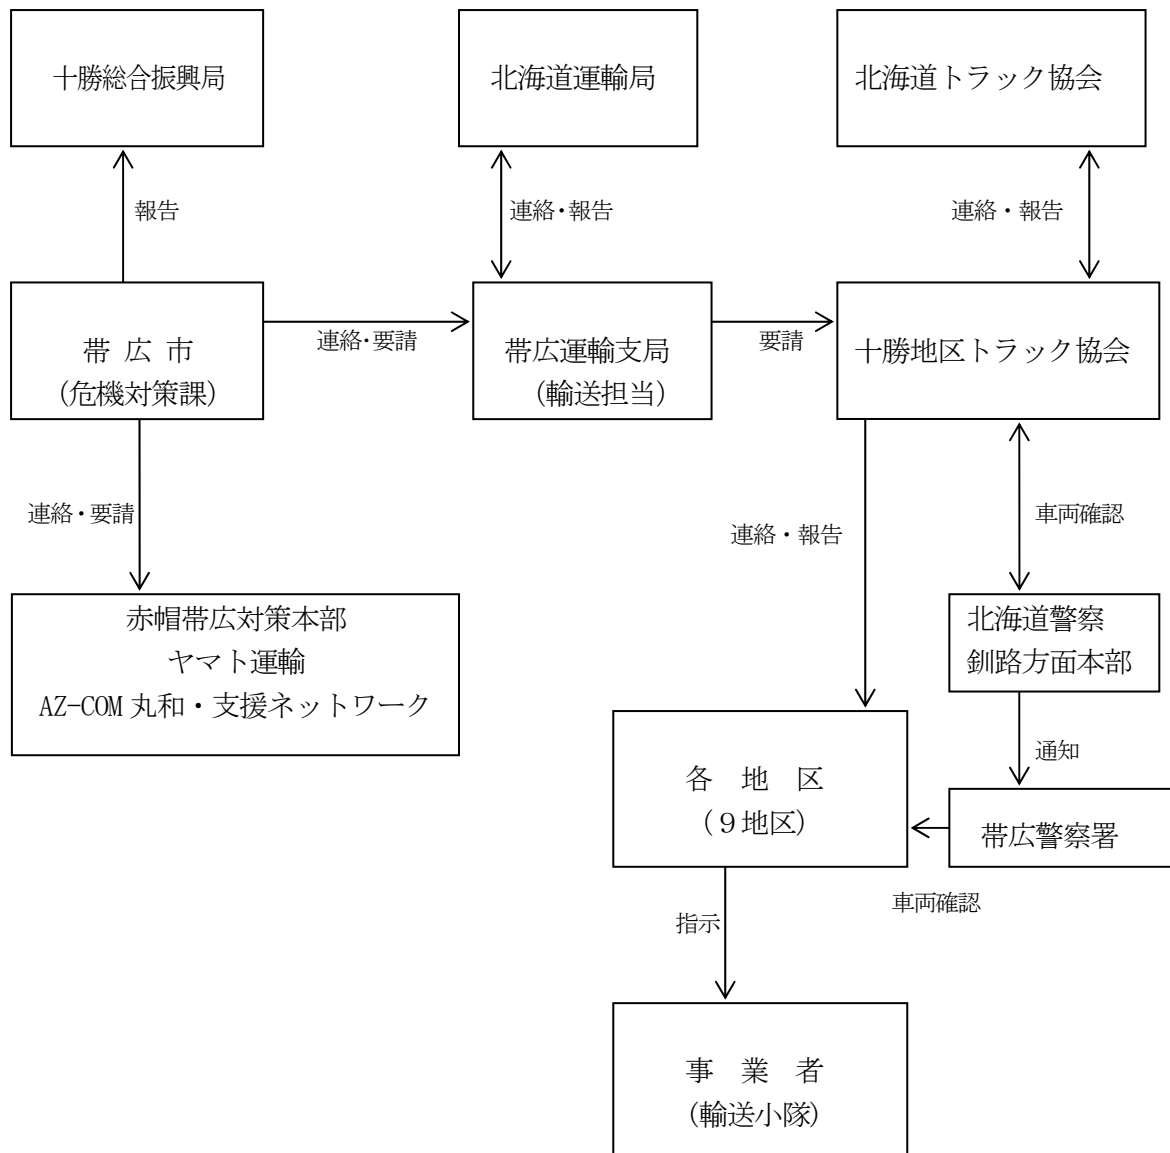 十勝総合振興局
北海道運輸局
北海道トラック協会
報告
連絡・報告
連絡・報告
帯 広 市
(危機対策課)
連絡・要請
帯広運輸支局
(輸送担当)
要請
十勝地区トラック協会
連絡・要請
連絡・報告
車両確認
赤帽帯広対策本部
ヤマト運輸
AZ-COM 丸和・支援ネットワーク
北海道警察
釧路方面本部
通知
各 地 区
(9地区)
帯広警察署
車両確認
指示
事 業 者
(輸送小隊)